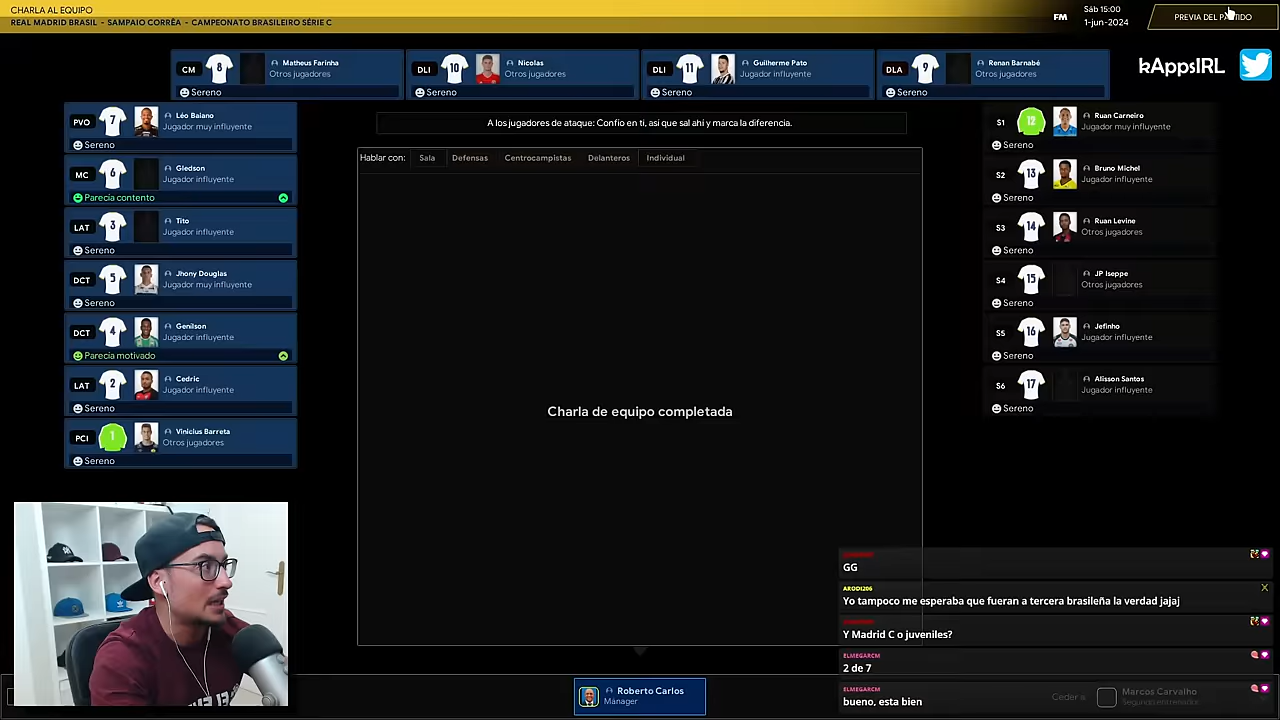 CHARLA AL EQUIPO
REAL MADRID BRASIL - SAMPAIO CORRÊA - CAMPEONATO BRASILEIRO SÉRIE C
FM
Sáb 15:00
1-jun-2024
PREVIA DEL PARTIDO
CM 8 Matheus Farinha
Otros jugadores
Sereno
DLI 10 Nicolas
Otros jugadores
Sereno
DLI 11 Guilherme Pato
Jugador influyente
Sereno
DLA 9 Renan Barnabé
Otros jugadores
Sereno
kAppsIRL
PVO 7 Léo Baiano
Jugador muy influyente
Sereno
MC 6 Gledson
Jugador influyente
Parecía contento
LAT 3 Tito
Jugador influyente
Sereno
DCT 5 Jhony Douglas
Jugador muy influyente
Sereno
DCT 4 Genílson
Jugador influyente
Parecía motivado
LAT 2 Cedric
Jugador influyente
Sereno
PCI 1 Vinicius Barreta
Otros jugadores
Sereno
A los jugadores de ataque: Confío en ti, así que sal ahí y marca la diferencia.
Hablar con: Sala Defensas Centrocampistas Delanteros Individual
Charla de equipo completada
S1 12 Ruan Carneiro
Jugador muy influyente
Sereno
S2 13 Bruno Michel
Jugador influyente
Sereno
S3 14 Ruan Levine
Otros jugadores
Sereno
S4 15 JP Iseppe
Otros jugadores
Sereno
S5 16 Jefinho
Jugador influyente
Sereno
S6 17 Alisson Santos
Jugador influyente
Sereno
GG
ARODI206
Yo tampoco me esperaba que fueran a tercera brasileña la verdad jajaj
Y Madrid C o juveniles?
ELMEGARCM
2 de 7
ELMEGARCM
bueno, esta bien
Roberto Carlos
Mánager
Ceder a
Marcos Carvalho
Segundo entrenador